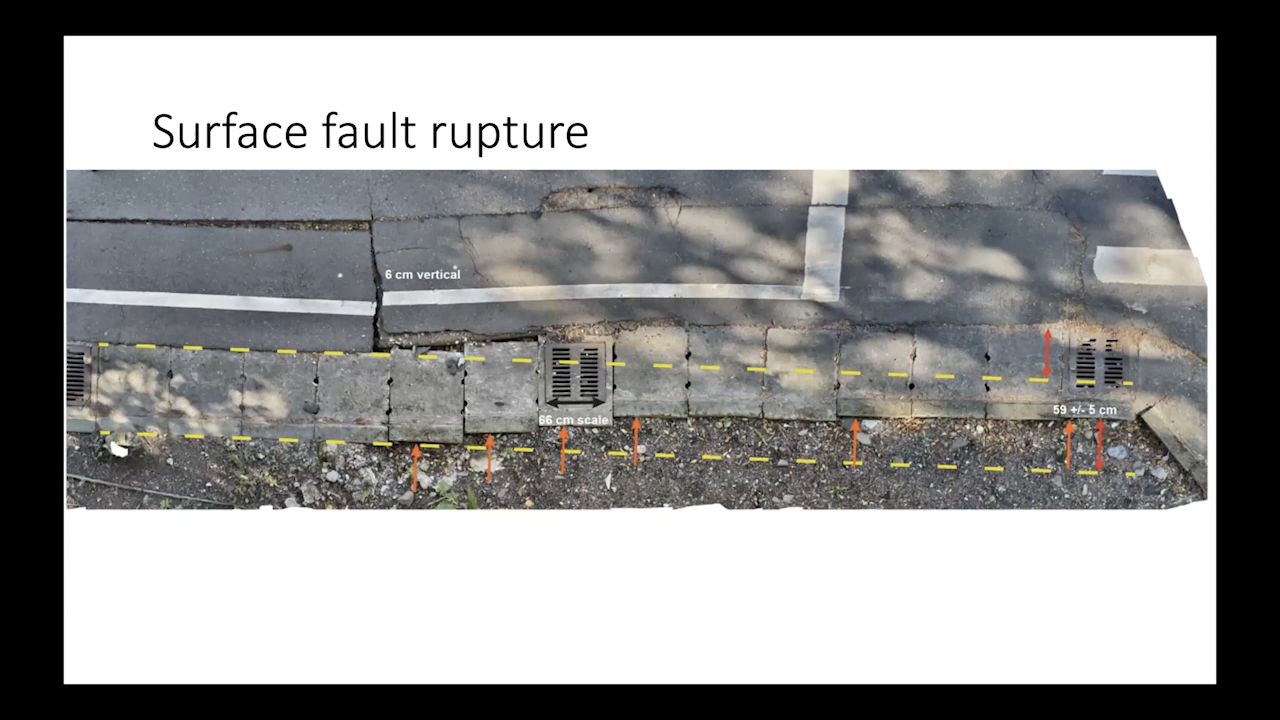 Surface fault rupture
6 cm vertical
66 cm scale
59 +/- 5 cm